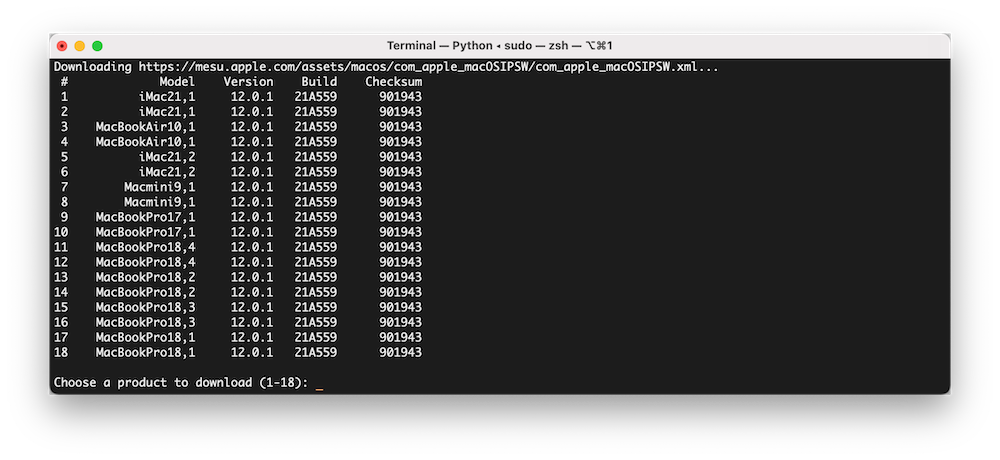 Terminal — Python ◂ sudo — zsh — ⌥⌘1
Downloading https://mesu.apple.com/assets/macos/com_apple_macOSIPSW/com_apple_macOSIPSW.xml...
# Model Version Build Checksum
1 iMac21,1 12.0.1 21A559 901943
2 iMac21,1 12.0.1 21A559 901943
3 MacBookAir10,1 12.0.1 21A559 901943
4 MacBookAir10,1 12.0.1 21A559 901943
5 iMac21,2 12.0.1 21A559 901943
6 iMac21,2 12.0.1 21A559 901943
7 Macmini9,1 12.0.1 21A559 901943
8 Macmini9,1 12.0.1 21A559 901943
9 MacBookPro17,1 12.0.1 21A559 901943
10 MacBookPro17,1 12.0.1 21A559 901943
11 MacBookPro18,4 12.0.1 21A559 901943
12 MacBookPro18,4 12.0.1 21A559 901943
13 MacBookPro18,2 12.0.1 21A559 901943
14 MacBookPro18,2 12.0.1 21A559 901943
15 MacBookPro18,3 12.0.1 21A559 901943
16 MacBookPro18,3 12.0.1 21A559 901943
17 MacBookPro18,1 12.0.1 21A559 901943
18 MacBookPro18,1 12.0.1 21A559 901943
Choose a product to download (1-18): _